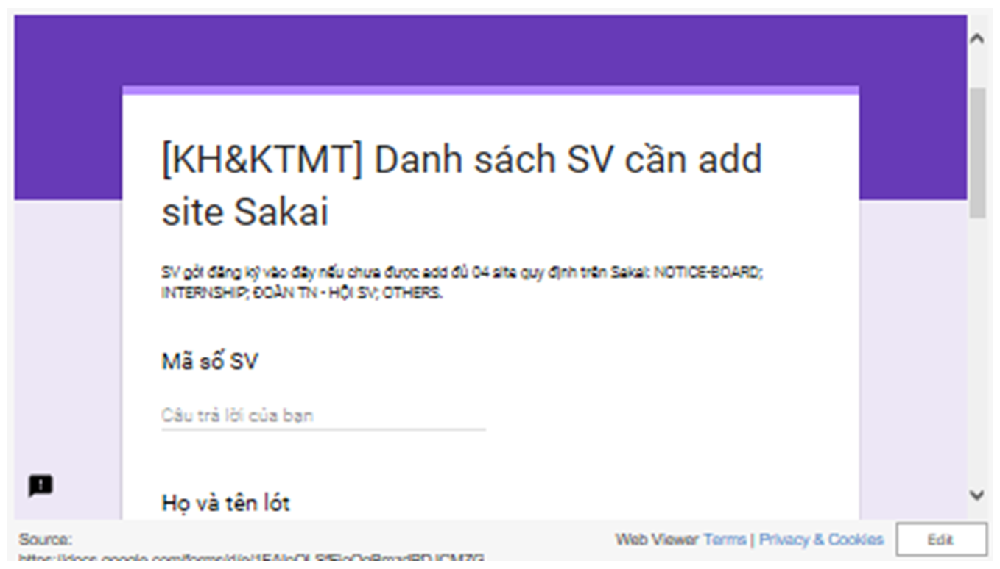 [KH&KTMT] Danh sách SV cần add
site Sakai
SV gởi đăng ký vào đây nếu chưa được add đủ 04 site quy định trên Sakai: NOTICE-BOARD;
INTERNSHIP; ĐOÀN TN - HỘI SV; OTHERS.
Mã số SV
Câu trả lời của bạn
Họ và tên lót
Source:
Web Viewer Terms | Privacy & Cookies
Edit